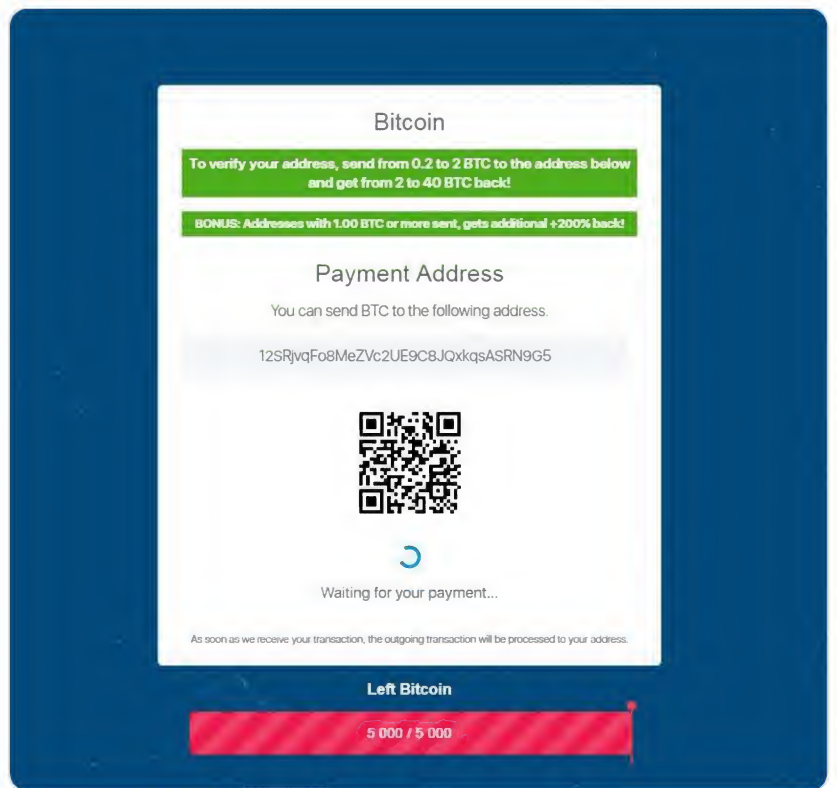 Bitcoin
To verify your address, send from 0.2 to 2 BTC to the address below
and get from 2 to 40 BTC back!
BONUS: Addresses with 1.00 BTC or more sent, gets additional +200% back!
Payment Address
You can send BTC to the following address.
12SRjvqFo8MeZVc2UE9C8JQxkqsASRN9G5
Waiting for your payment...
As soon as we receive your transaction, the outgoing transaction will be processed to your address.
Left Bitcoin
5 000 / 5 000